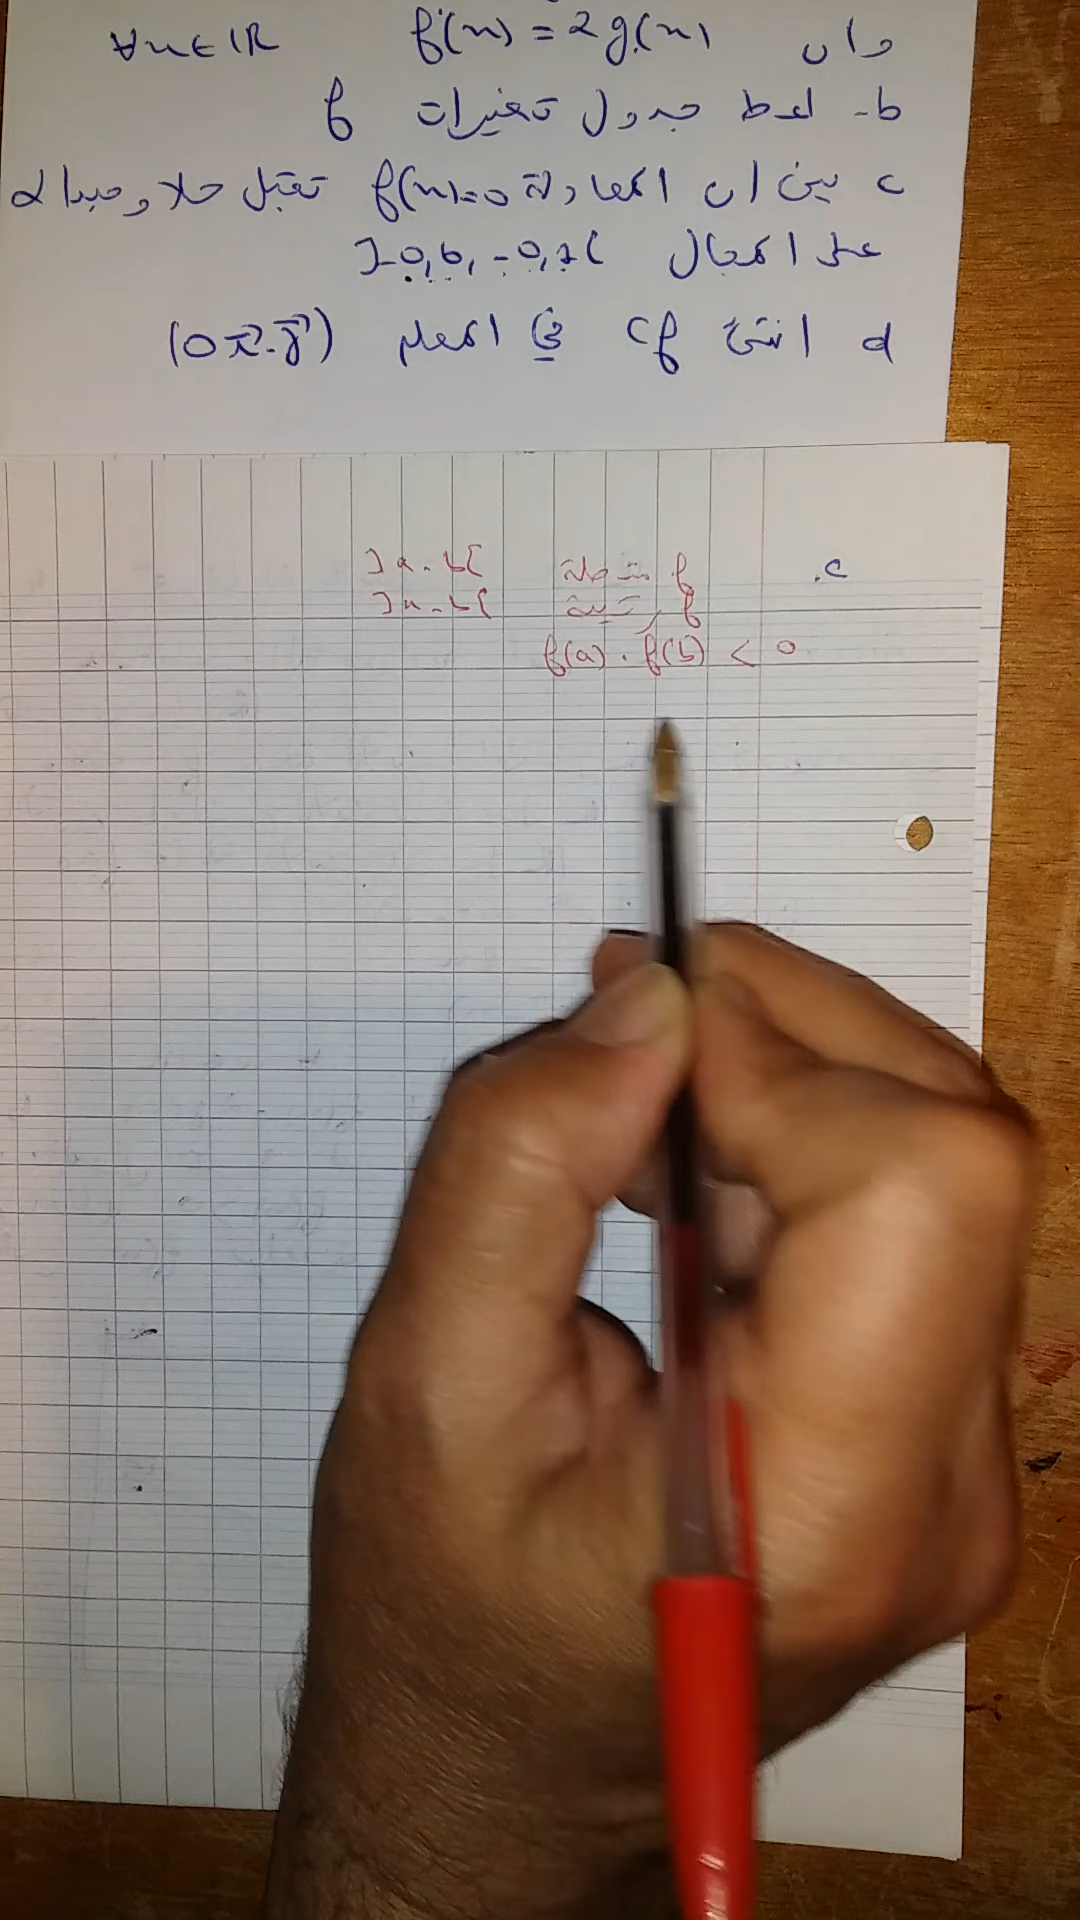 وان f'(x) = 2g(x) ∀x∈IR
b- اعط جدول تغيرات f
c بين ان المعادلة f(x)=0 تقبل حلا وحيدا α
على المجال ]-0,6, -0,7[
d انشئ Cf في المعلم (O.i⃗.j⃗)
c. f متصلة ]a.b[
f رتيبة ]a.b[
f(a) . f(b) < 0